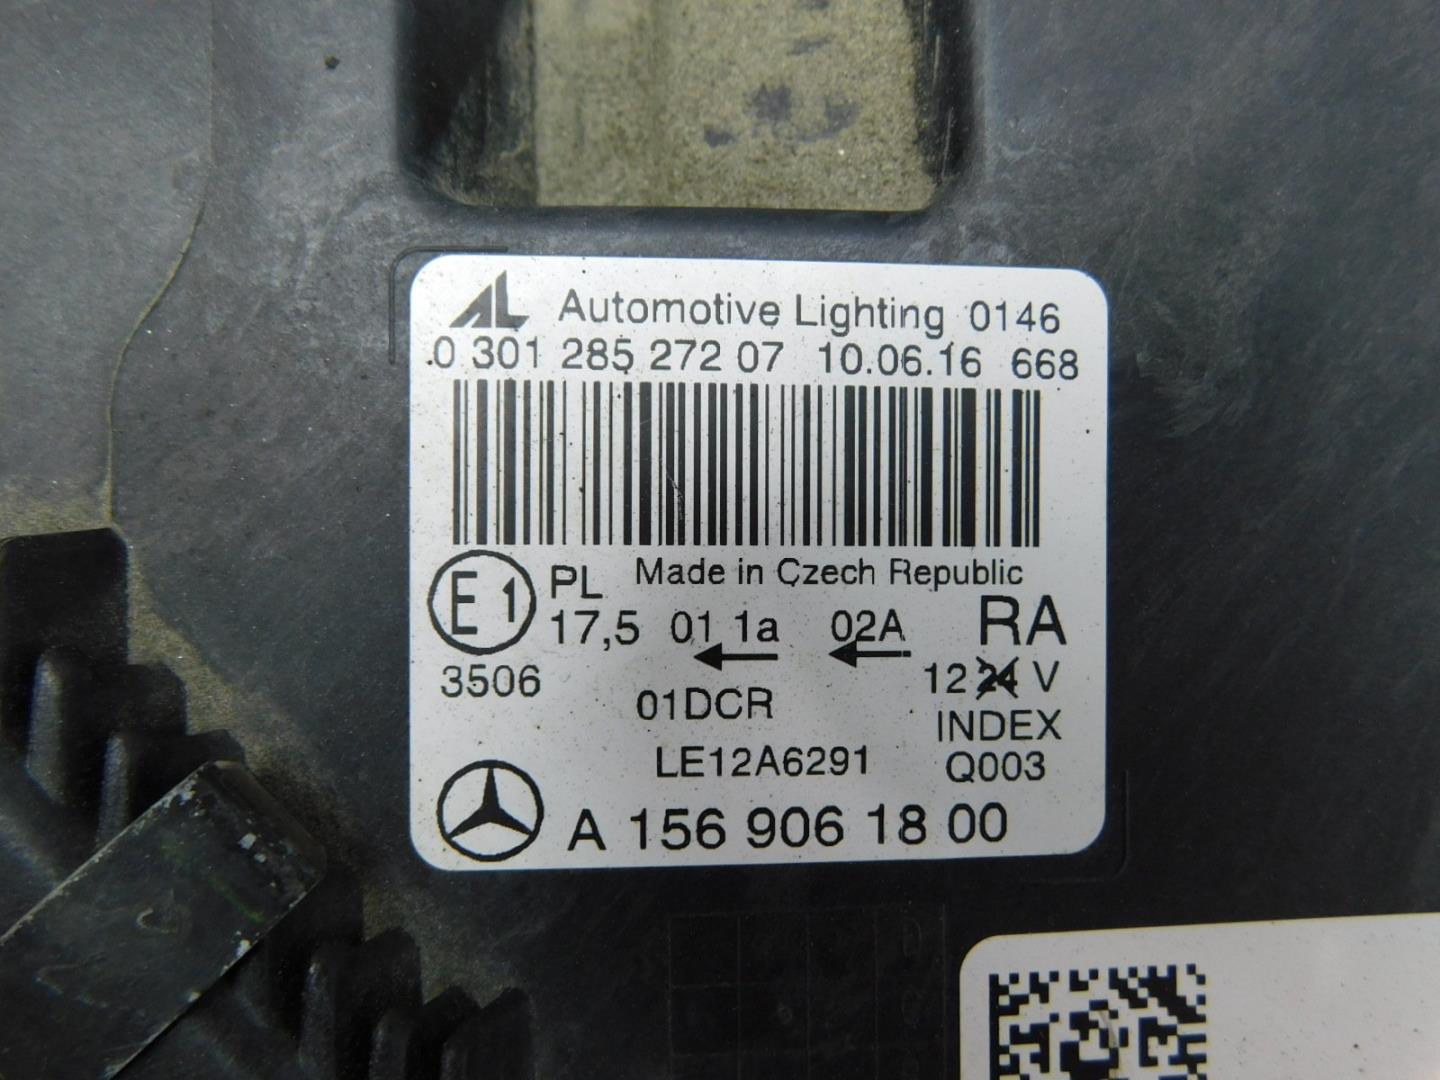 AL Automotive Lighting 0146
0 301 285 272 07 10.06.16 668
Made in Czech Republic
E1 PL
17,5 01 1a 02A RA
3506 12 24 V
01DCR INDEX
LE12A6291 Q003
A 156 906 18 00